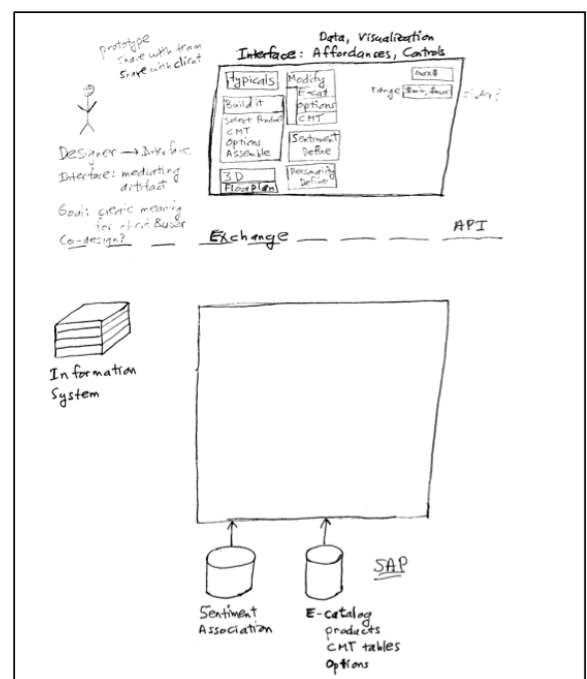 prototype
share with team
share with client
Data, Visualization
Interface: Affordances, Controls
Typicals
Build it
Select Product
CMT
Options
Assemble
3D
Floorplan
Modify
E-cat
options
CMT
Sentiment
Define
Personality
Define
max$
range $min, $max
slider?
Designer → Interface
Interface: mediating
artifact
Goal: create meaning
for client & user
Co-design?
Exchange
API
Information
System
SAP
Sentiment
Association
E-catalog
products
CMT tables
Options